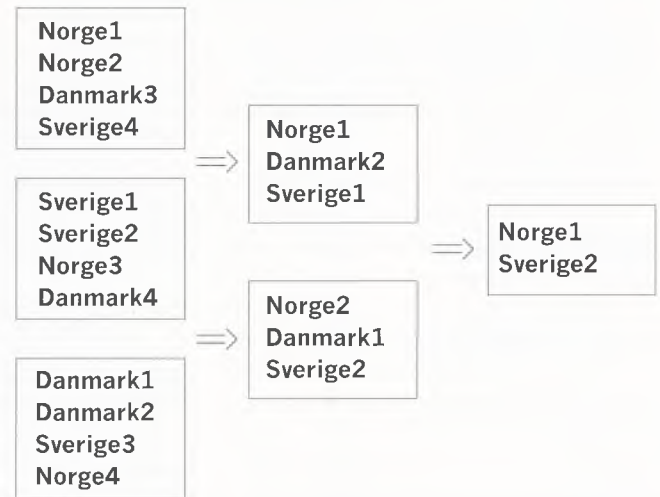 Norge1
Norge2
Danmark3
Sverige4
Sverige1
Sverige2
Norge3
Danmark4
Danmark1
Danmark2
Sverige3
Norge4
Norge1
Danmark2
Sverige1
Norge2
Danmark1
Sverige2
Norge1
Sverige2